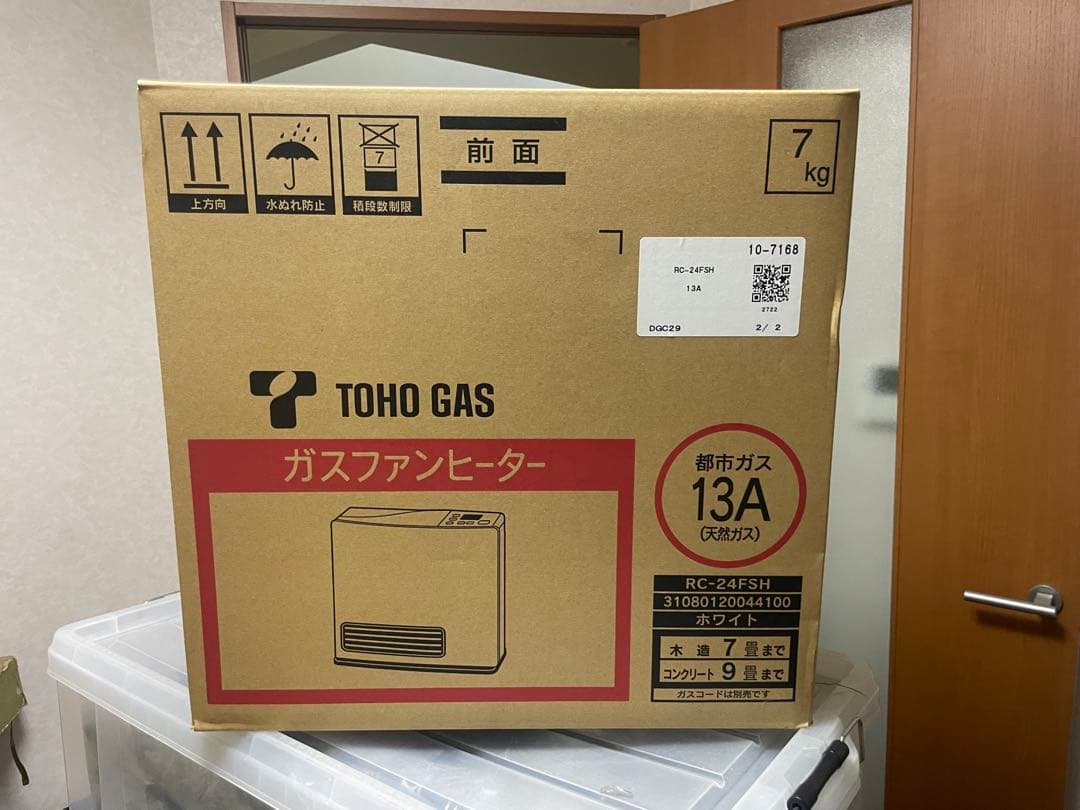 上方向
水ぬれ防止
7
積段数制限
前面
7
kg
10-7168
RC-24FSH
13A
2722
DGC29
2/ 2
TOHO GAS
ガスファンヒーター
都市ガス
13A
(天然ガス)
RC-24FSH
31080120044100
ホワイト
木造 7 畳まで
コンクリート 9 畳まで
ガスコードは別売です